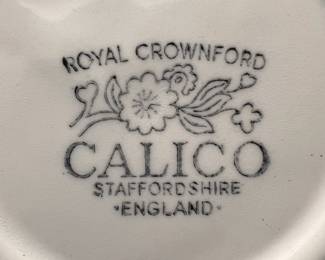 ROYAL CROWNFORD
CALICO
STAFFORDSHIRE
·ENGLAND·